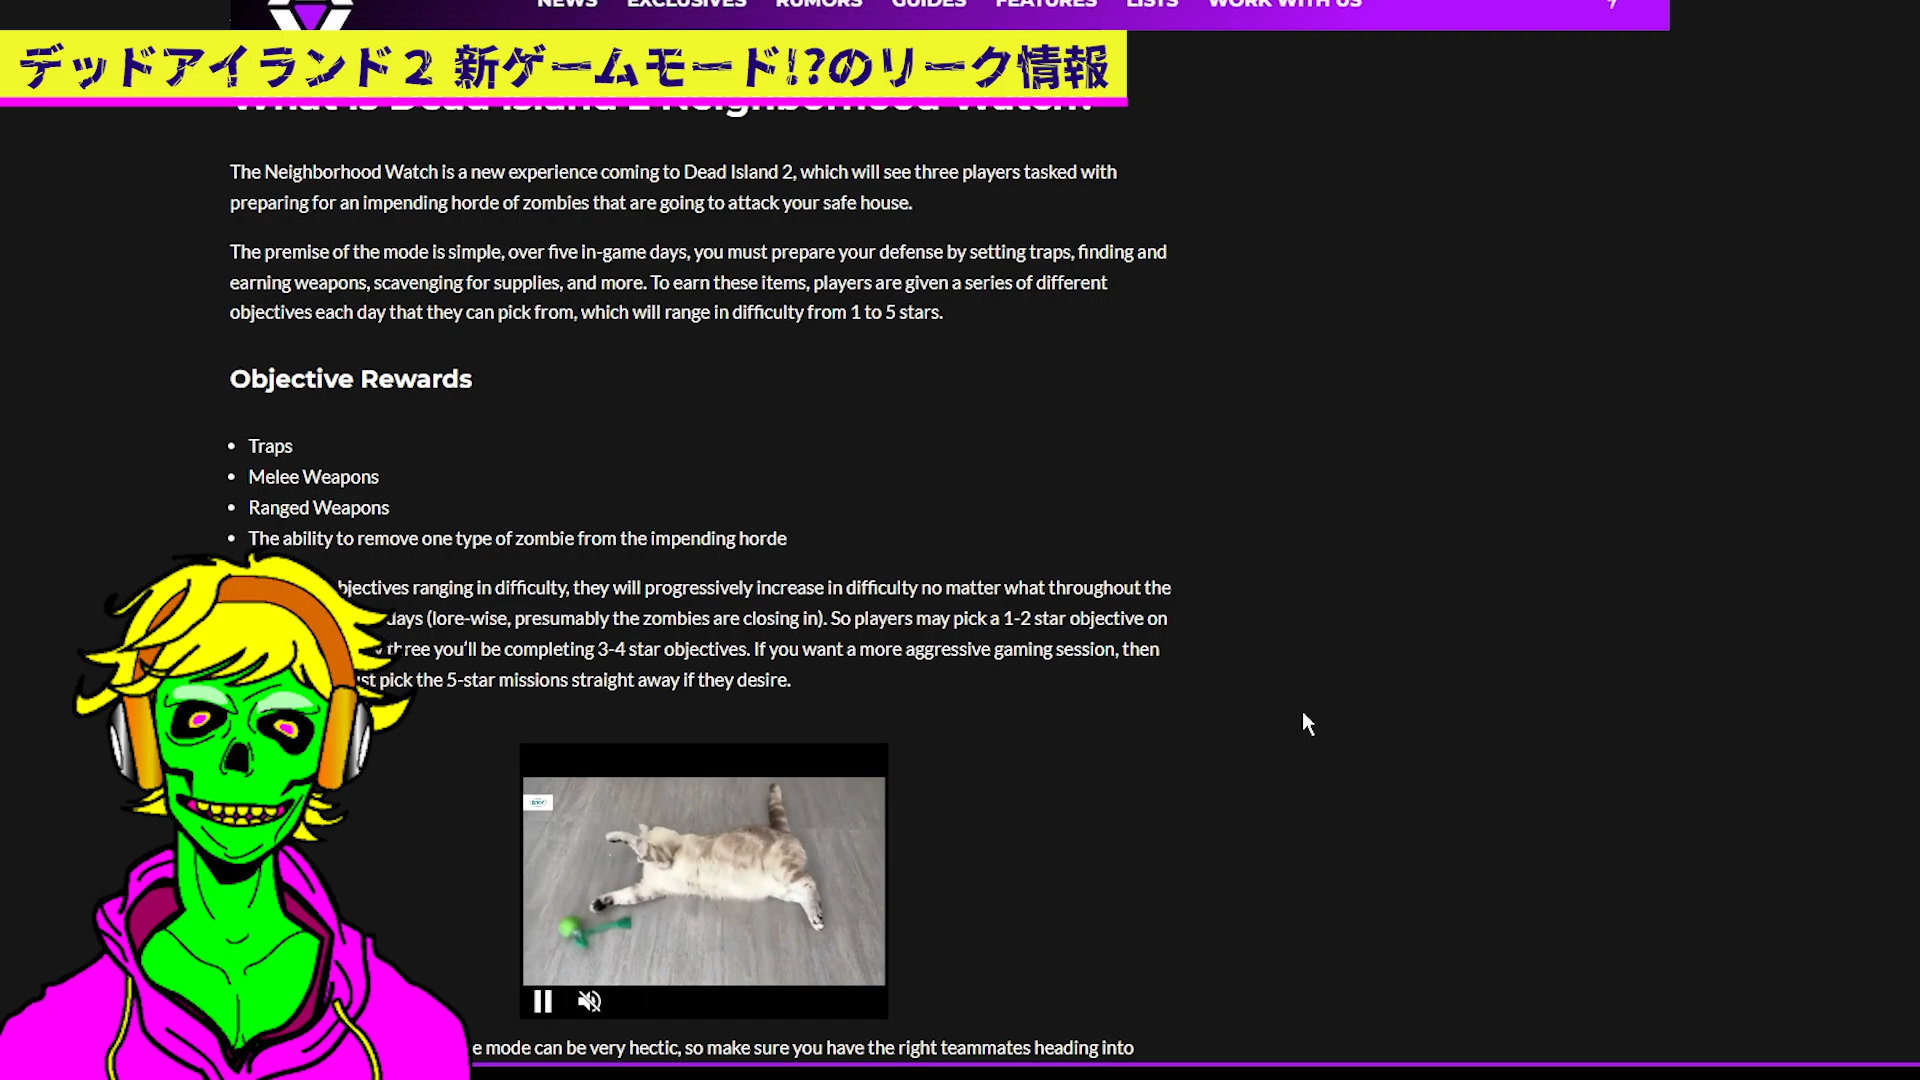 NEWS EXCLUSIVES RUMORS GUIDES FEATURES LISTS WORK WITH US
デッドアイランド2 新ゲームモード!?のリーク情報
What is Dead Island 2 Neighborhood Watch?
The Neighborhood Watch is a new experience coming to Dead Island 2, which will see three players tasked with
preparing for an impending horde of zombies that are going to attack your safe house.
The premise of the mode is simple, over five in-game days, you must prepare your defense by setting traps, finding and
earning weapons, scavenging for supplies, and more. To earn these items, players are given a series of different
objectives each day that they can pick from, which will range in difficulty from 1 to 5 stars.
Objective Rewards
• Traps
• Melee Weapons
• Ranged Weapons
• The ability to remove one type of zombie from the impending horde
bjectives ranging in difficulty, they will progressively increase in difficulty no matter what throughout the
days (lore-wise, presumably the zombies are closing in). So players may pick a 1-2 star objective on
three you'll be completing 3-4 star objectives. If you want a more aggressive gaming session, then
st pick the 5-star missions straight away if they desire.
e mode can be very hectic, so make sure you have the right teammates heading into